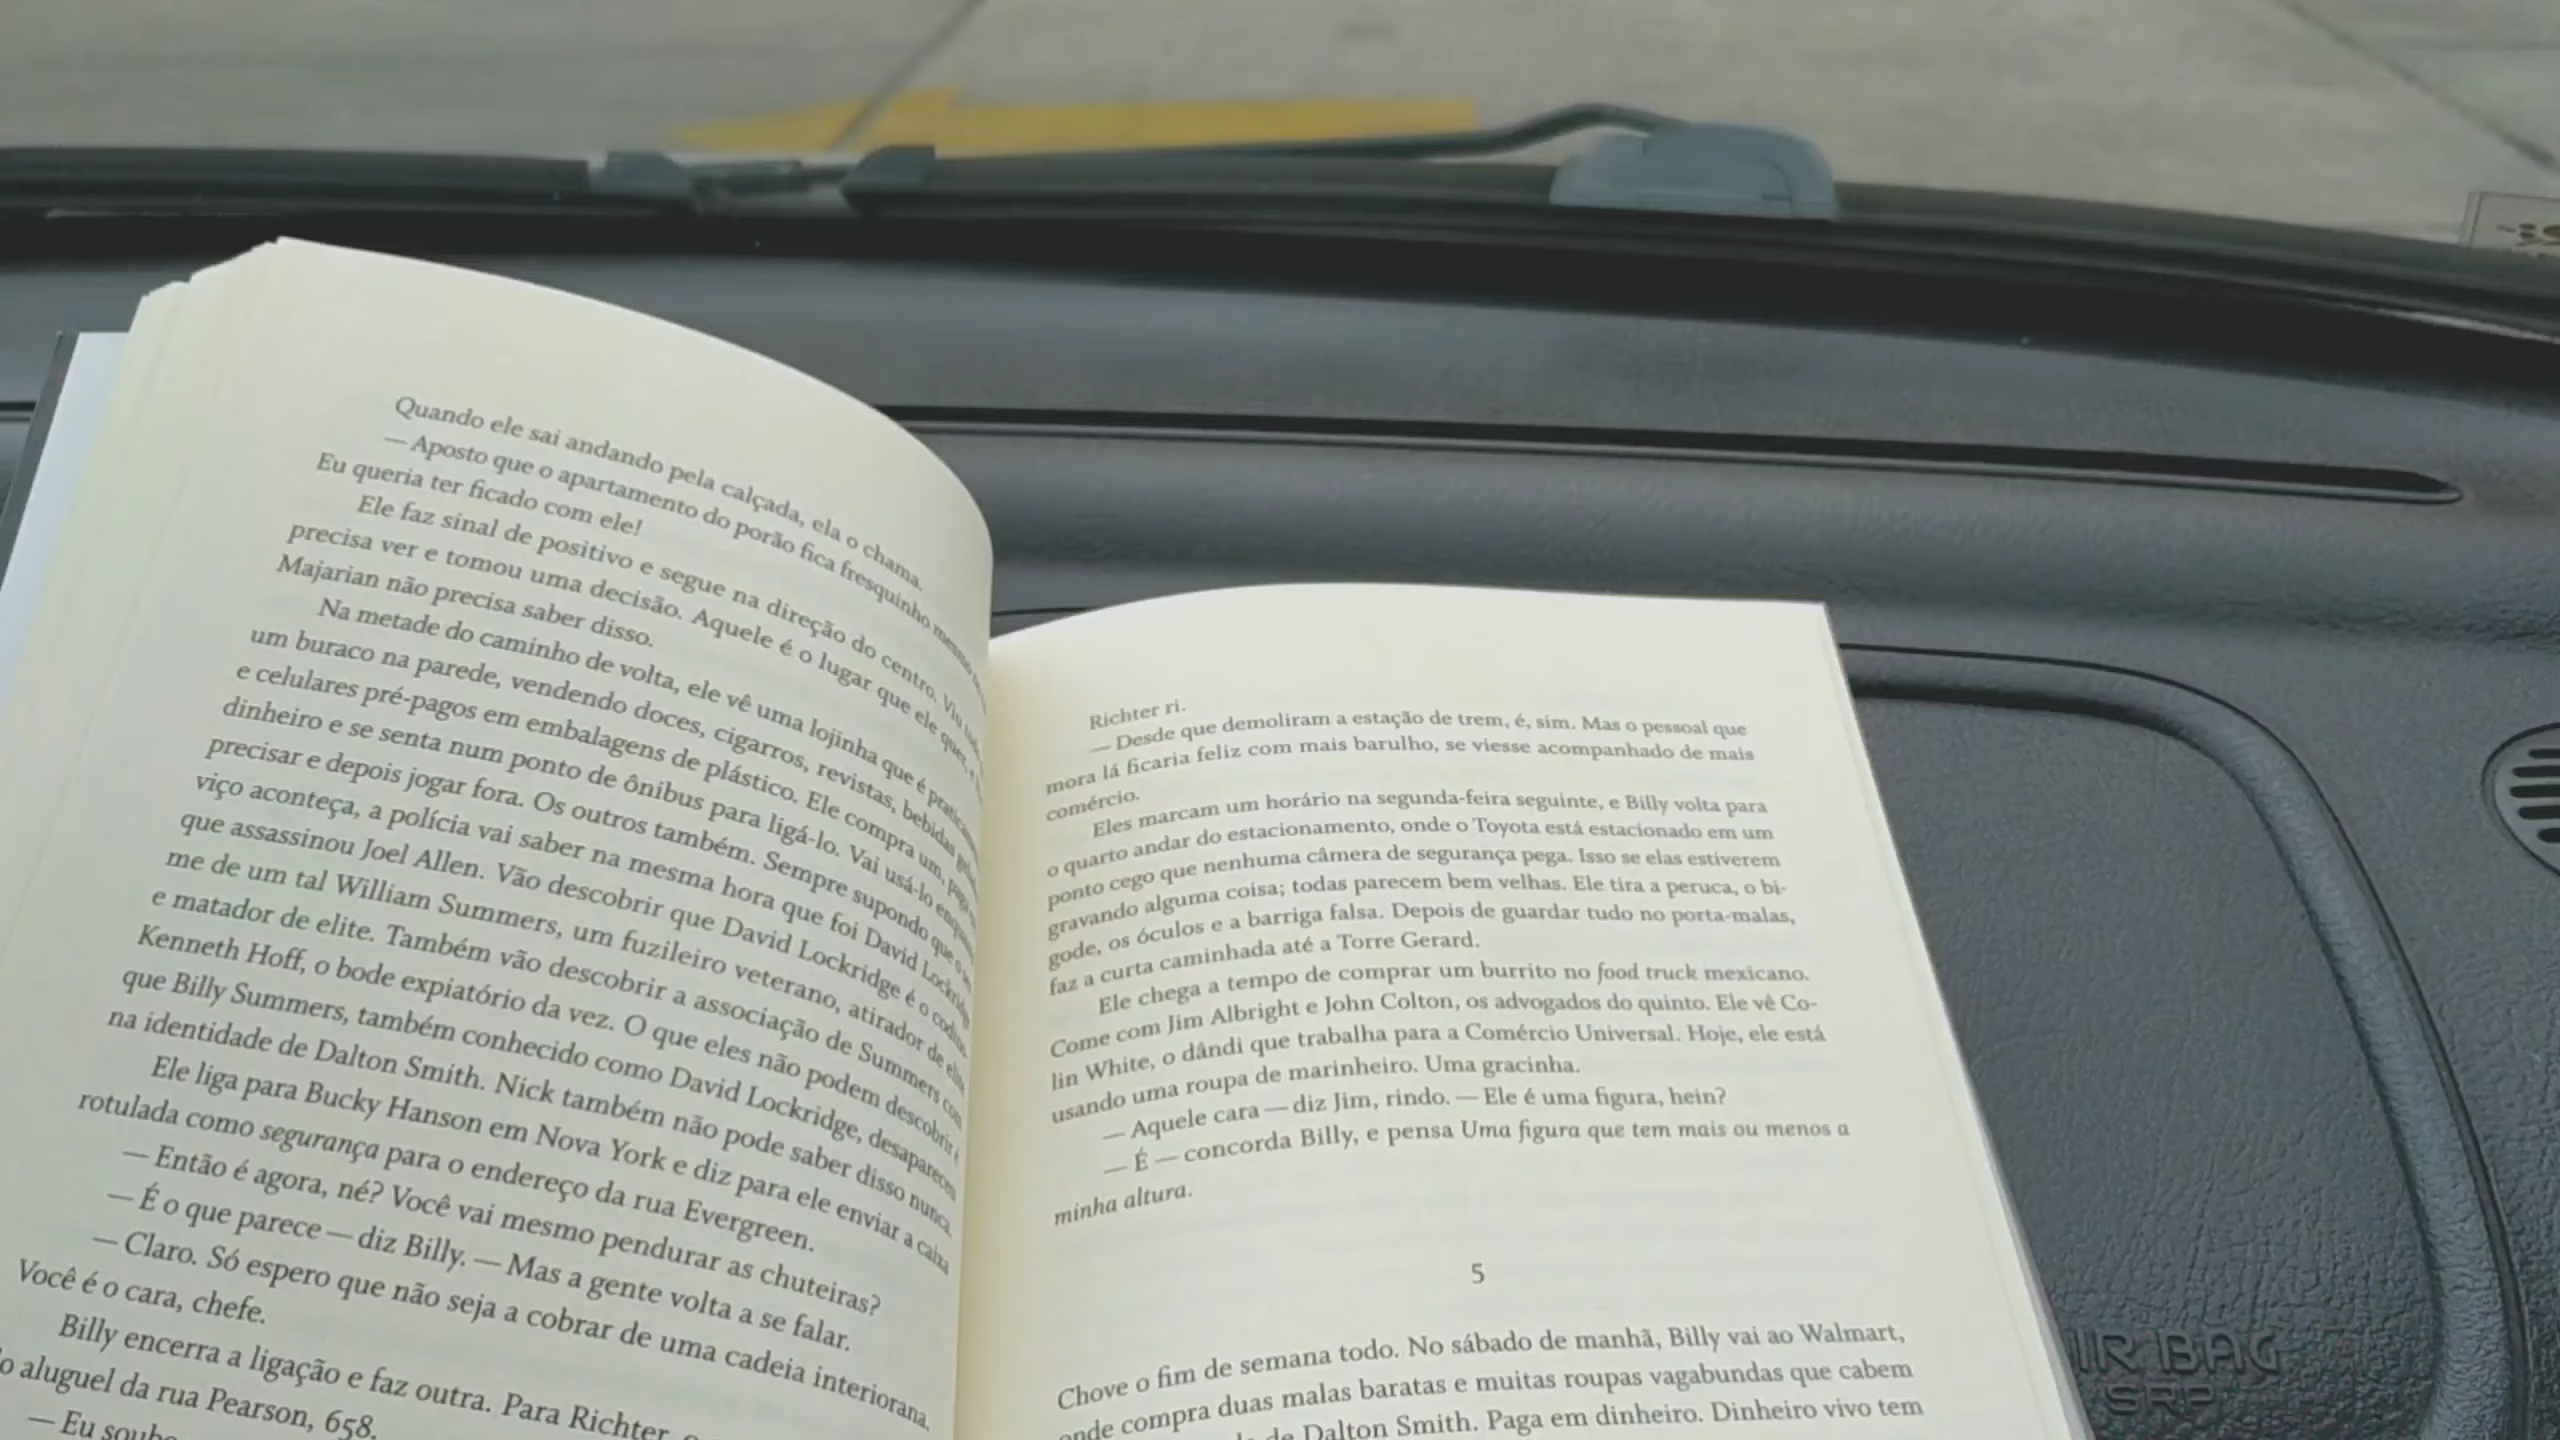 Quando ele sai andando pela calçada, ela o chama.
— Aposto que o apartamento do porão fica fresquinho mesmo
Eu queria ter ficado com ele!
Ele faz sinal de positivo e segue na direção do centro. Viu tudo
precisa ver e tomou uma decisão. Aquele é o lugar que ele quer, e
Majarian não precisa saber disso.
Na metade do caminho de volta, ele vê uma lojinha que é
um buraco na parede, vendendo doces, cigarros, revistas, bebidas
e celulares pré-pagos em embalagens de plástico. Ele compra um, paga
dinheiro e se senta num ponto de ônibus para ligá-lo. Vai usá-lo
precisar e depois jogar fora. Os outros também. Sempre supondo que o
viço aconteça, a polícia vai saber na mesma hora que foi David
que assassinou Joel Allen. Vão descobrir que David Lockridge é o
me de um tal William Summers, um fuzileiro veterano, atirador de elite
e matador de elite. Também vão descobrir a associação de Summers com
Kenneth Hoff, o bode expiatório da vez. O que eles não podem descobrir é
que Billy Summers, também conhecido como David Lockridge, desapareceu
na identidade de Dalton Smith. Nick também não pode saber disso nunca.
Ele liga para Bucky Hanson em Nova York e diz para ele enviar a caixa
rotulada como segurança para o endereço da rua Evergreen.
— Então é agora, né? Você vai mesmo pendurar as chuteiras?
— É o que parece — diz Billy. — Mas a gente volta a se falar.
— Claro. Só espero que não seja a cobrar de uma cadeia interiorana.
Você é o cara, chefe.
Billy encerra a ligação e faz outra. Para Richter,
aluguel da rua Pearson, 658.
— Eu
Richter ri.
— Desde que demoliram a estação de trem, é, sim. Mas o pessoal que
mora lá ficaria feliz com mais barulho, se viesse acompanhado de mais
comércio.
Eles marcam um horário na segunda-feira seguinte, e Billy volta para
o quarto andar do estacionamento, onde o Toyota está estacionado em um
ponto cego que nenhuma câmera de segurança pega. Isso se elas estiverem
gravando alguma coisa; todas parecem bem velhas. Ele tira a peruca, o bi-
gode, os óculos e a barriga falsa. Depois de guardar tudo no porta-malas,
faz a curta caminhada até a Torre Gerard.
Ele chega a tempo de comprar um burrito no food truck mexicano.
Come com Jim Albright e John Colton, os advogados do quinto. Ele vê Co-
lin White, o dândi que trabalha para a Comércio Universal. Hoje, ele está
usando uma roupa de marinheiro. Uma gracinha.
— Aquele cara — diz Jim, rindo. — Ele é uma figura, hein?
— É — concorda Billy, e pensa Uma figura que tem mais ou menos a
minha altura.
5
Chove o fim de semana todo. No sábado de manhã, Billy vai ao Walmart,
onde compra duas malas baratas e muitas roupas vagabundas que cabem
de Dalton Smith. Paga em dinheiro. Dinheiro vivo tem
AIR BAG
SRP